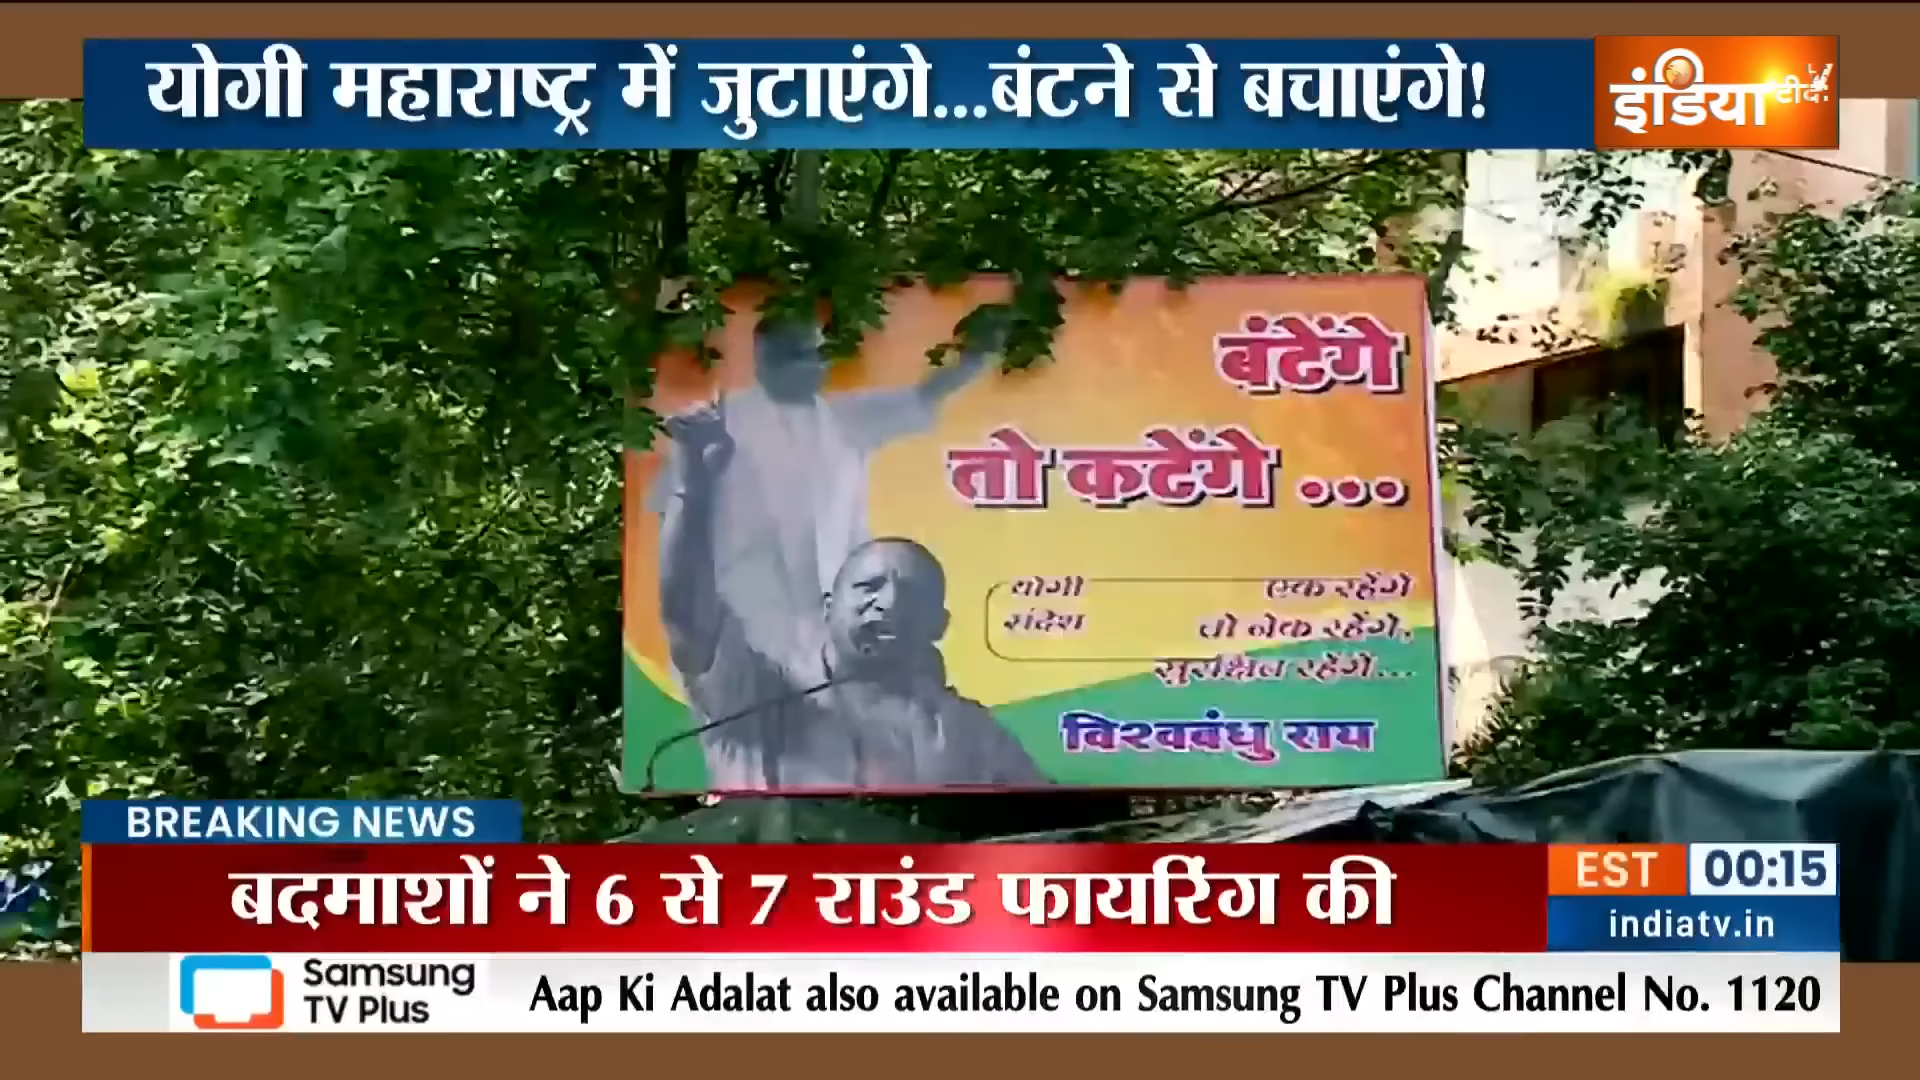 योगी महाराष्ट्र में जुटाएंगे...बंटने से बचाएंगे!
इंडिया टीवी
बंटेंगे
तो कटेंगे ...
योगी संदेश
एक रहेंगे
तो नेक रहेंगे,
सुरक्षित रहेंगे...
विश्वबंधु राय
BREAKING NEWS
बदमाशों ने 6 से 7 राउंड फायरिंग की
EST 00:15
indiatv.in
Samsung
TV Plus
Aap Ki Adalat also available on Samsung TV Plus Channel No. 1120